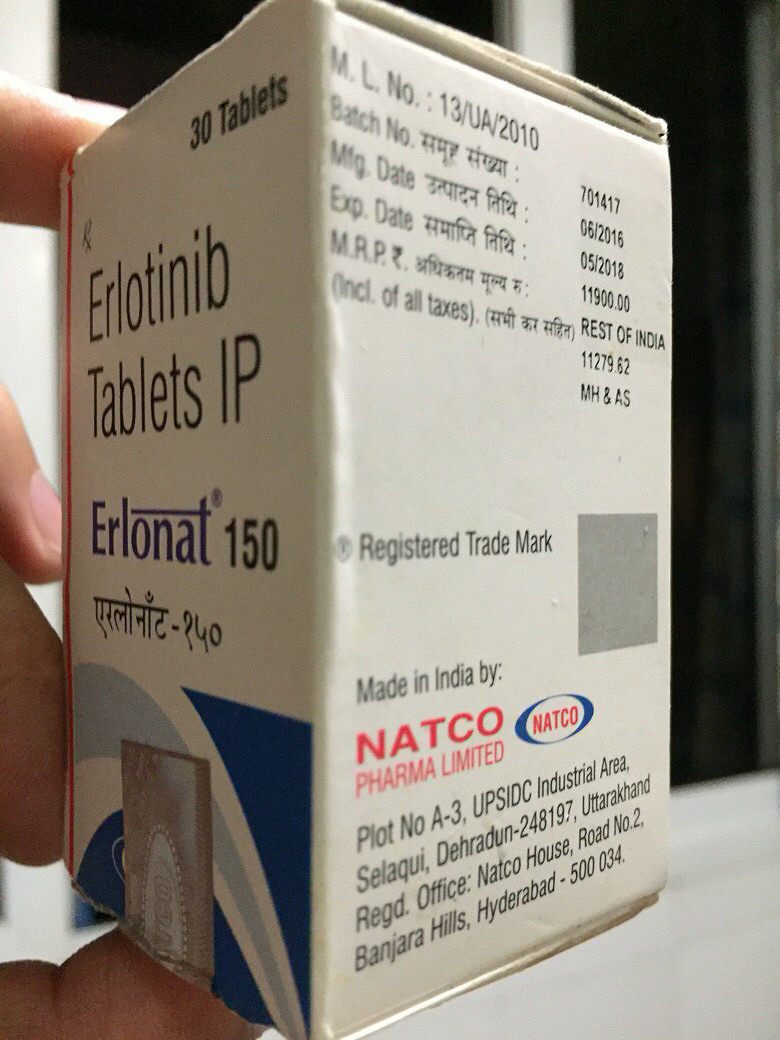 30 Tablets
℞
Erlotinib
Tablets IP
Erlonat® 150
एरलोनॉट-१५०
M. L. No. : 13/UA/2010
Batch No. समूह संख्या : 701417
Mfg. Date उत्पादन तिथि : 06/2016
Exp. Date समाप्ति तिथि : 05/2018
M.R.P. ₹. अधिकतम मूल्य रु : 11900.00
(Incl. of all taxes). (सभी कर सहित) REST OF INDIA
11279.62
MH & AS
® Registered Trade Mark
Made in India by:
NATCO NATCO
PHARMA LIMITED
Plot No A-3, UPSIDC Industrial Area,
Selaqui, Dehradun-248197, Uttarakhand
Regd. Office: Natco House, Road No.2,
Banjara Hills, Hyderabad - 500 034.